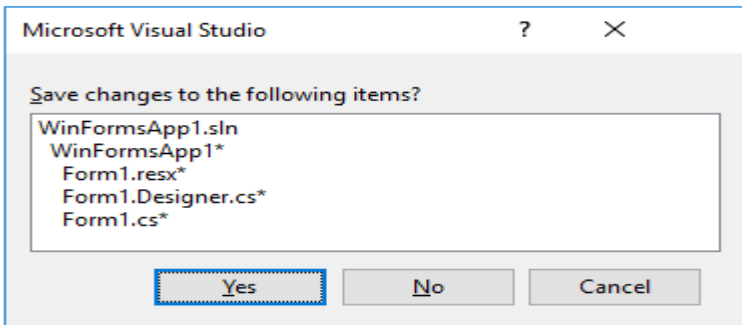 Microsoft Visual Studio ?
Save changes to the following items?
WinFormsApp1.sln
WinFormsApp1*
Form1.resx*
Form1.Designer.cs*
Form1.cs*
Yes No Cancel